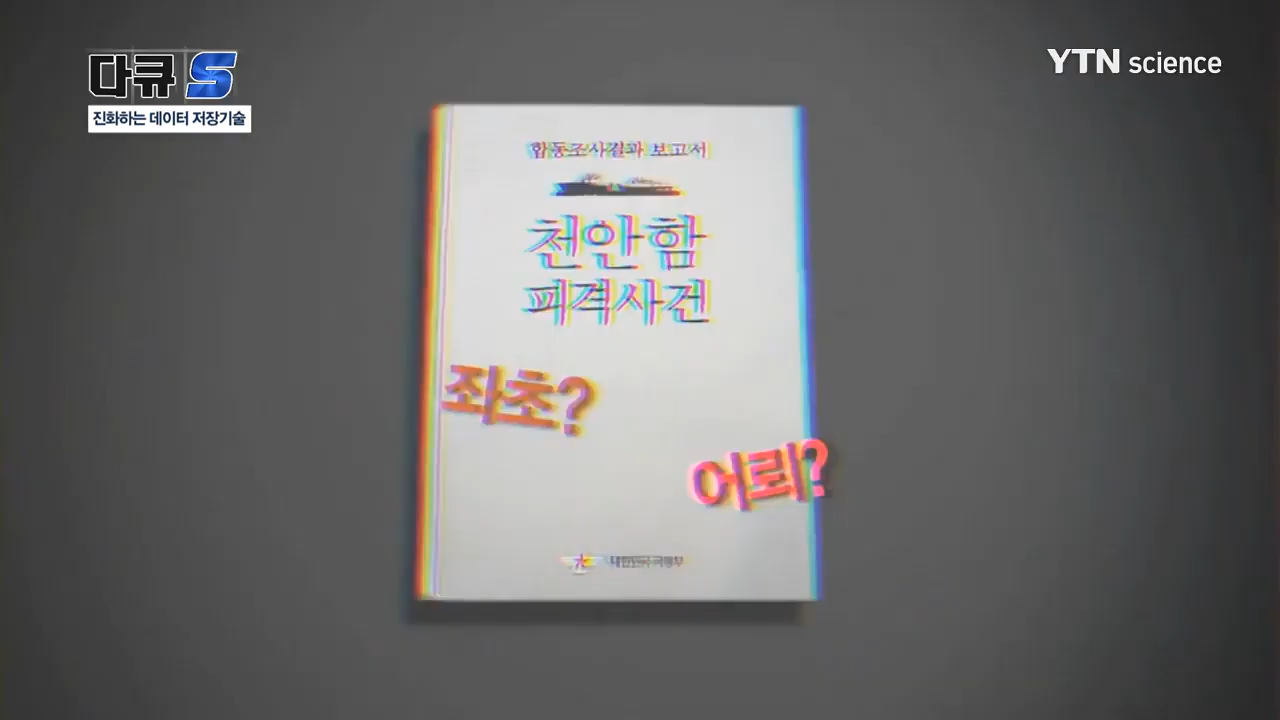 다큐 S
진화하는 데이터 저장기술
YTN science
합동조사결과 보고서
천안함
피격사건
좌초?
어뢰?
대한민국 국방부